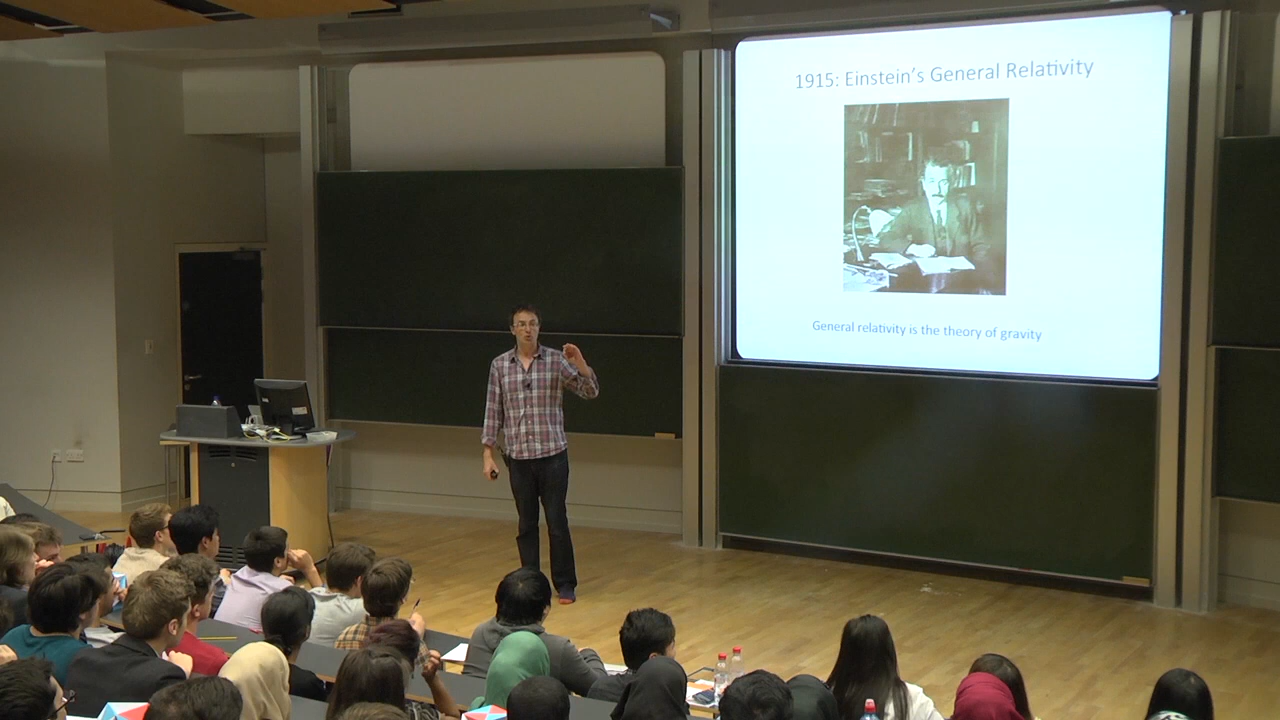 1915: Einstein's General Relativity
General relativity is the theory of gravity